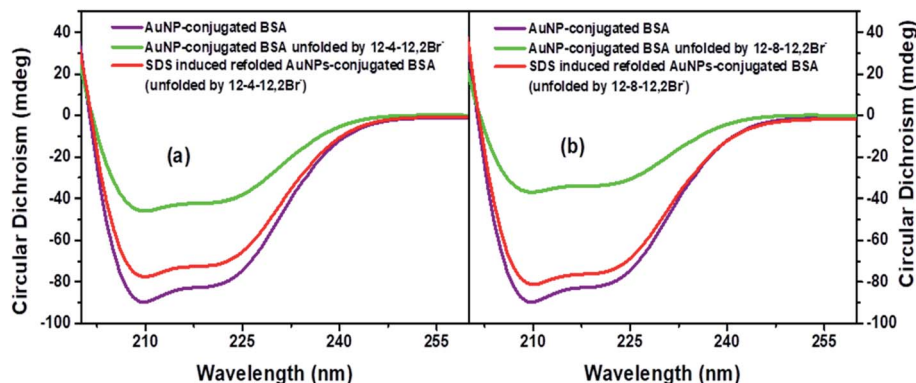 AuNP-conjugated BSA
AuNP-conjugated BSA unfolded by 12-4-12,2Br⁻
SDS induced refolded AuNPs-conjugated BSA
(unfolded by 12-4-12,2Br⁻)
(a)
40
20
0
-20
-40
-60
-80
-100
Circular Dichroism (mdeg)
210
225
240
255
Wavelength (nm)
AuNP-conjugated BSA
AuNP-conjugated BSA unfolded by 12-8-12,2Br⁻
SDS induced refolded AuNPs-conjugated BSA
(unfolded by 12-8-12,2Br⁻)
(b)
40
20
0
-20
-40
-60
-80
-100
Circular Dichroism (mdeg)
210
225
240
255
Wavelength (nm)